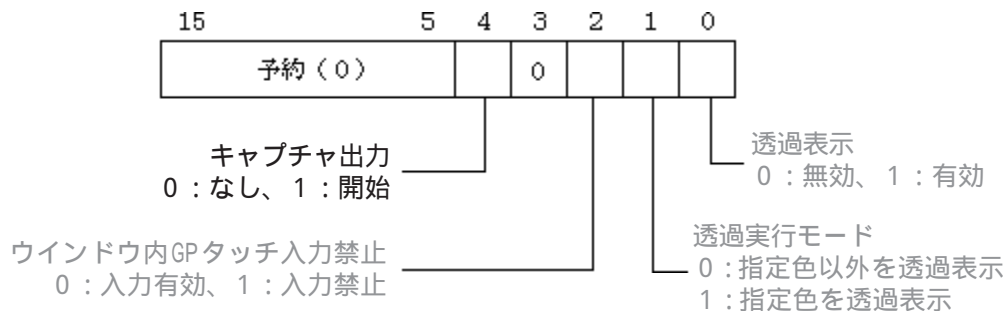 15 5 4 3 2 1 0
予約(0) 0
キャプチャ出力
0:なし、1:開始
透過表示
0:無効、1:有効
ウインドウ内GPタッチ入力禁止
0:入力有効、1:入力禁止
透過実行モード
0:指定色以外を透過表示
1:指定色を透過表示